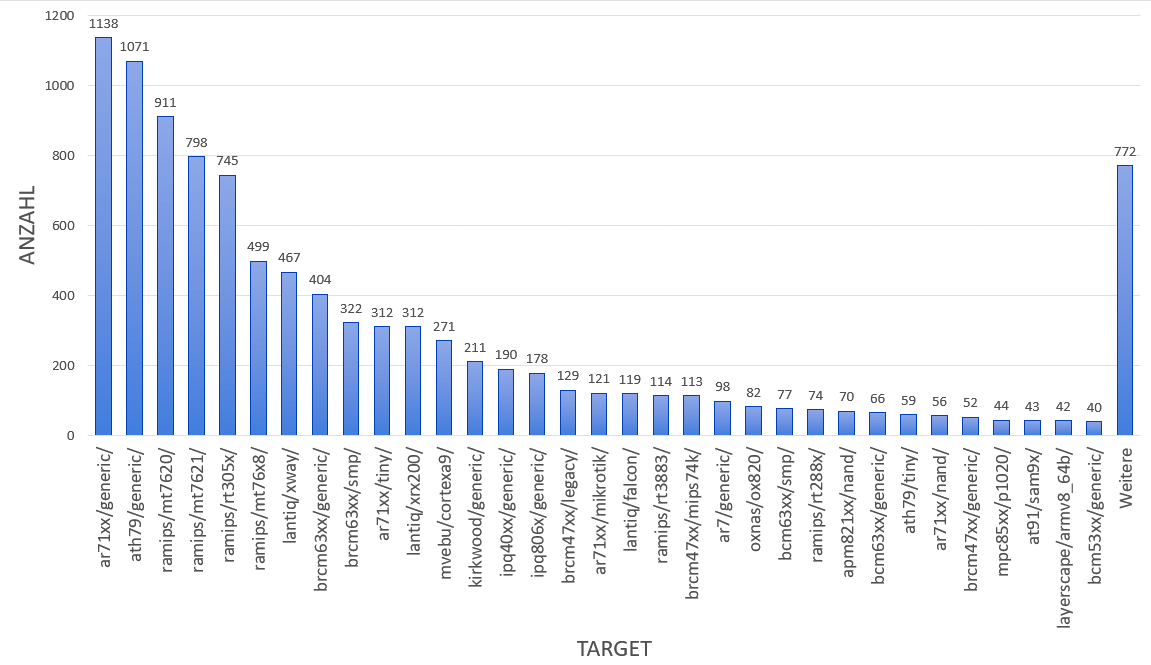 1200
1000
800
600
400
200
0
ANZAHL
1138
1071
911
798
745
499
467
404
322
312
312
271
211
190
178
129
121
119
114
113
98
82
77
74
70
66
59
56
52
44
43
42
40
772
ar71xx/generic/
ath79/generic/
ramips/mt7620/
ramips/mt7621/
ramips/rt305x/
ramips/mt76x8/
lantiq/xway/
brcm63xx/generic/
brcm63xx/smp/
ar71xx/tiny/
lantiq/xrx200/
mvebu/cortexa9/
kirkwood/generic/
ipq40xx/generic/
ipq806x/generic/
brcm47xx/legacy/
ar71xx/mikrotik/
lantiq/falcon/
ramips/rt3883/
brcm47xx/mips74k/
ar7/generic/
oxnas/ox820/
bcm63xx/smp/
ramips/rt288x/
apm821xx/nand/
bcm63xx/generic/
ath79/tiny/
ar71xx/nand/
brcm47xx/generic/
mpc85xx/p1020/
at91/sam9x/
layerscape/armv8_64b/
bcm53xx/generic/
Weitere
TARGET